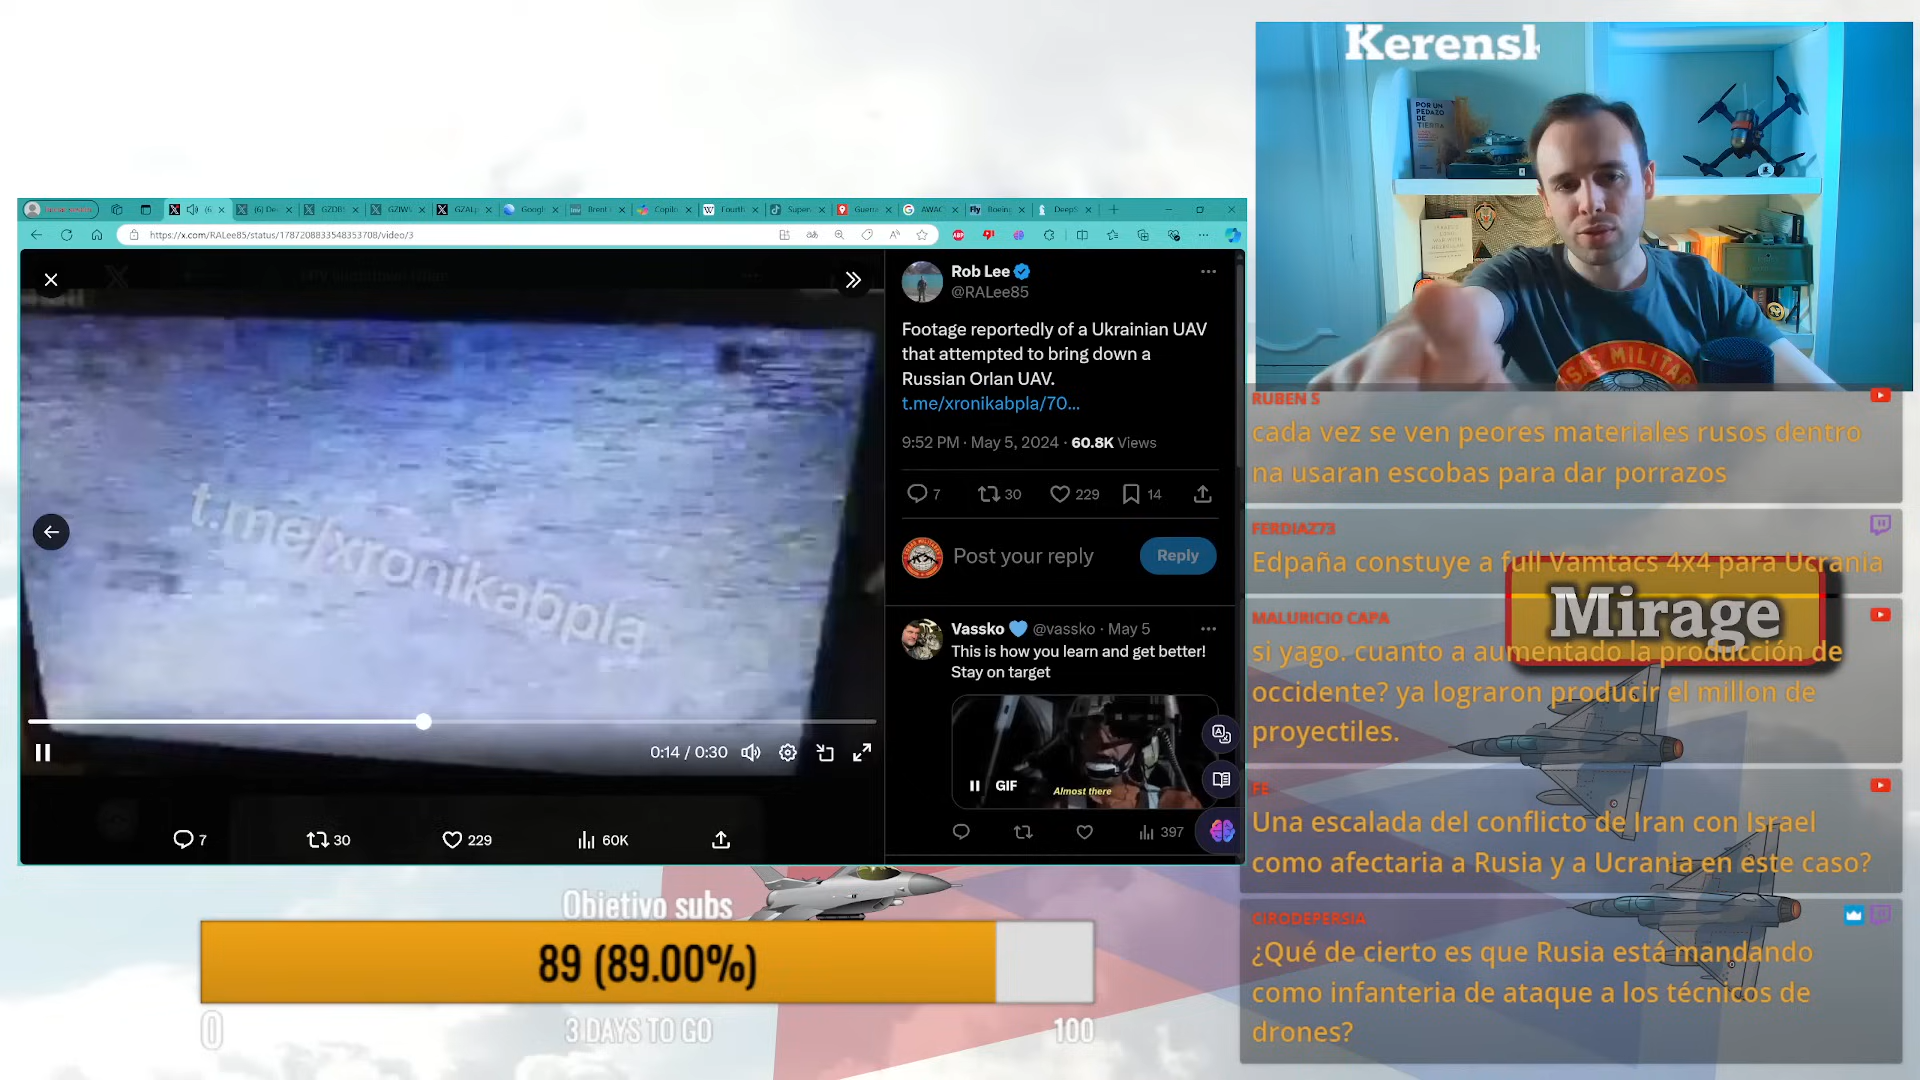 Kerensk
POR UN
PEDAZO
DE
TIERRA
https://x.com/RALee85/status/1787208833548353708/video/3
t.me/xronikabpla
0:14 / 0:30
7
30
229
60K
Rob Lee
@RALee85
Footage reportedly of a Ukrainian UAV
that attempted to bring down a
Russian Orlan UAV.
t.me/xronikabpla/70...
9:52 PM · May 5, 2024 · 60.8K Views
7
30
229
14
Post your reply
Reply
Vassko @vassko · May 5
This is how you learn and get better!
Stay on target
GIF
Almost there
397
Objetivo subs
89 (89.00%)
0
3 DAYS TO GO
100
RUBEN S
cada vez se ven peores materiales rusos dentro
na usaran escobas para dar porrazos
FERDIAZ73
Edpaña constuye a full Vamtacs 4x4 para Ucrania
Mirage
MALURICIO CAPA
si yago. cuanto a aumentado la producción de
occidente? ya lograron producir el millon de
proyectiles.
FE
Una escalada del conflicto de Iran con Israel
como afectaria a Rusia y a Ucrania en este caso?
CIRODEPERSIA
¿Qué de cierto es que Rusia está mandando
como infanteria de ataque a los técnicos de
drones?